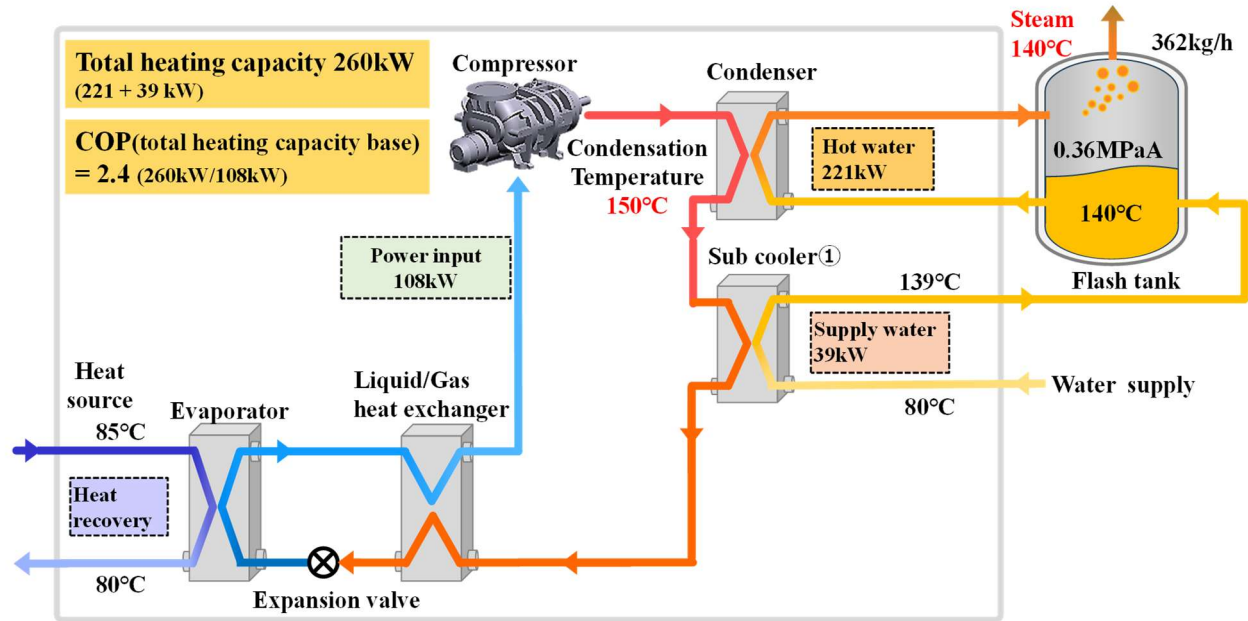 Total heating capacity 260kW
(221 + 39 kW)
COP(total heating capacity base)
= 2.4 (260kW/108kW)
Compressor
Condensation
Temperature
150℃
Condenser
Hot water
221kW
Steam
140℃
362kg/h
0.36MPaA
140℃
Flash tank
Power input
108kW
Sub cooler①
139℃
Supply water
39kW
Water supply
80℃
Heat
source
85℃
Evaporator
Liquid/Gas
heat exchanger
Heat
recovery
80℃
Expansion valve